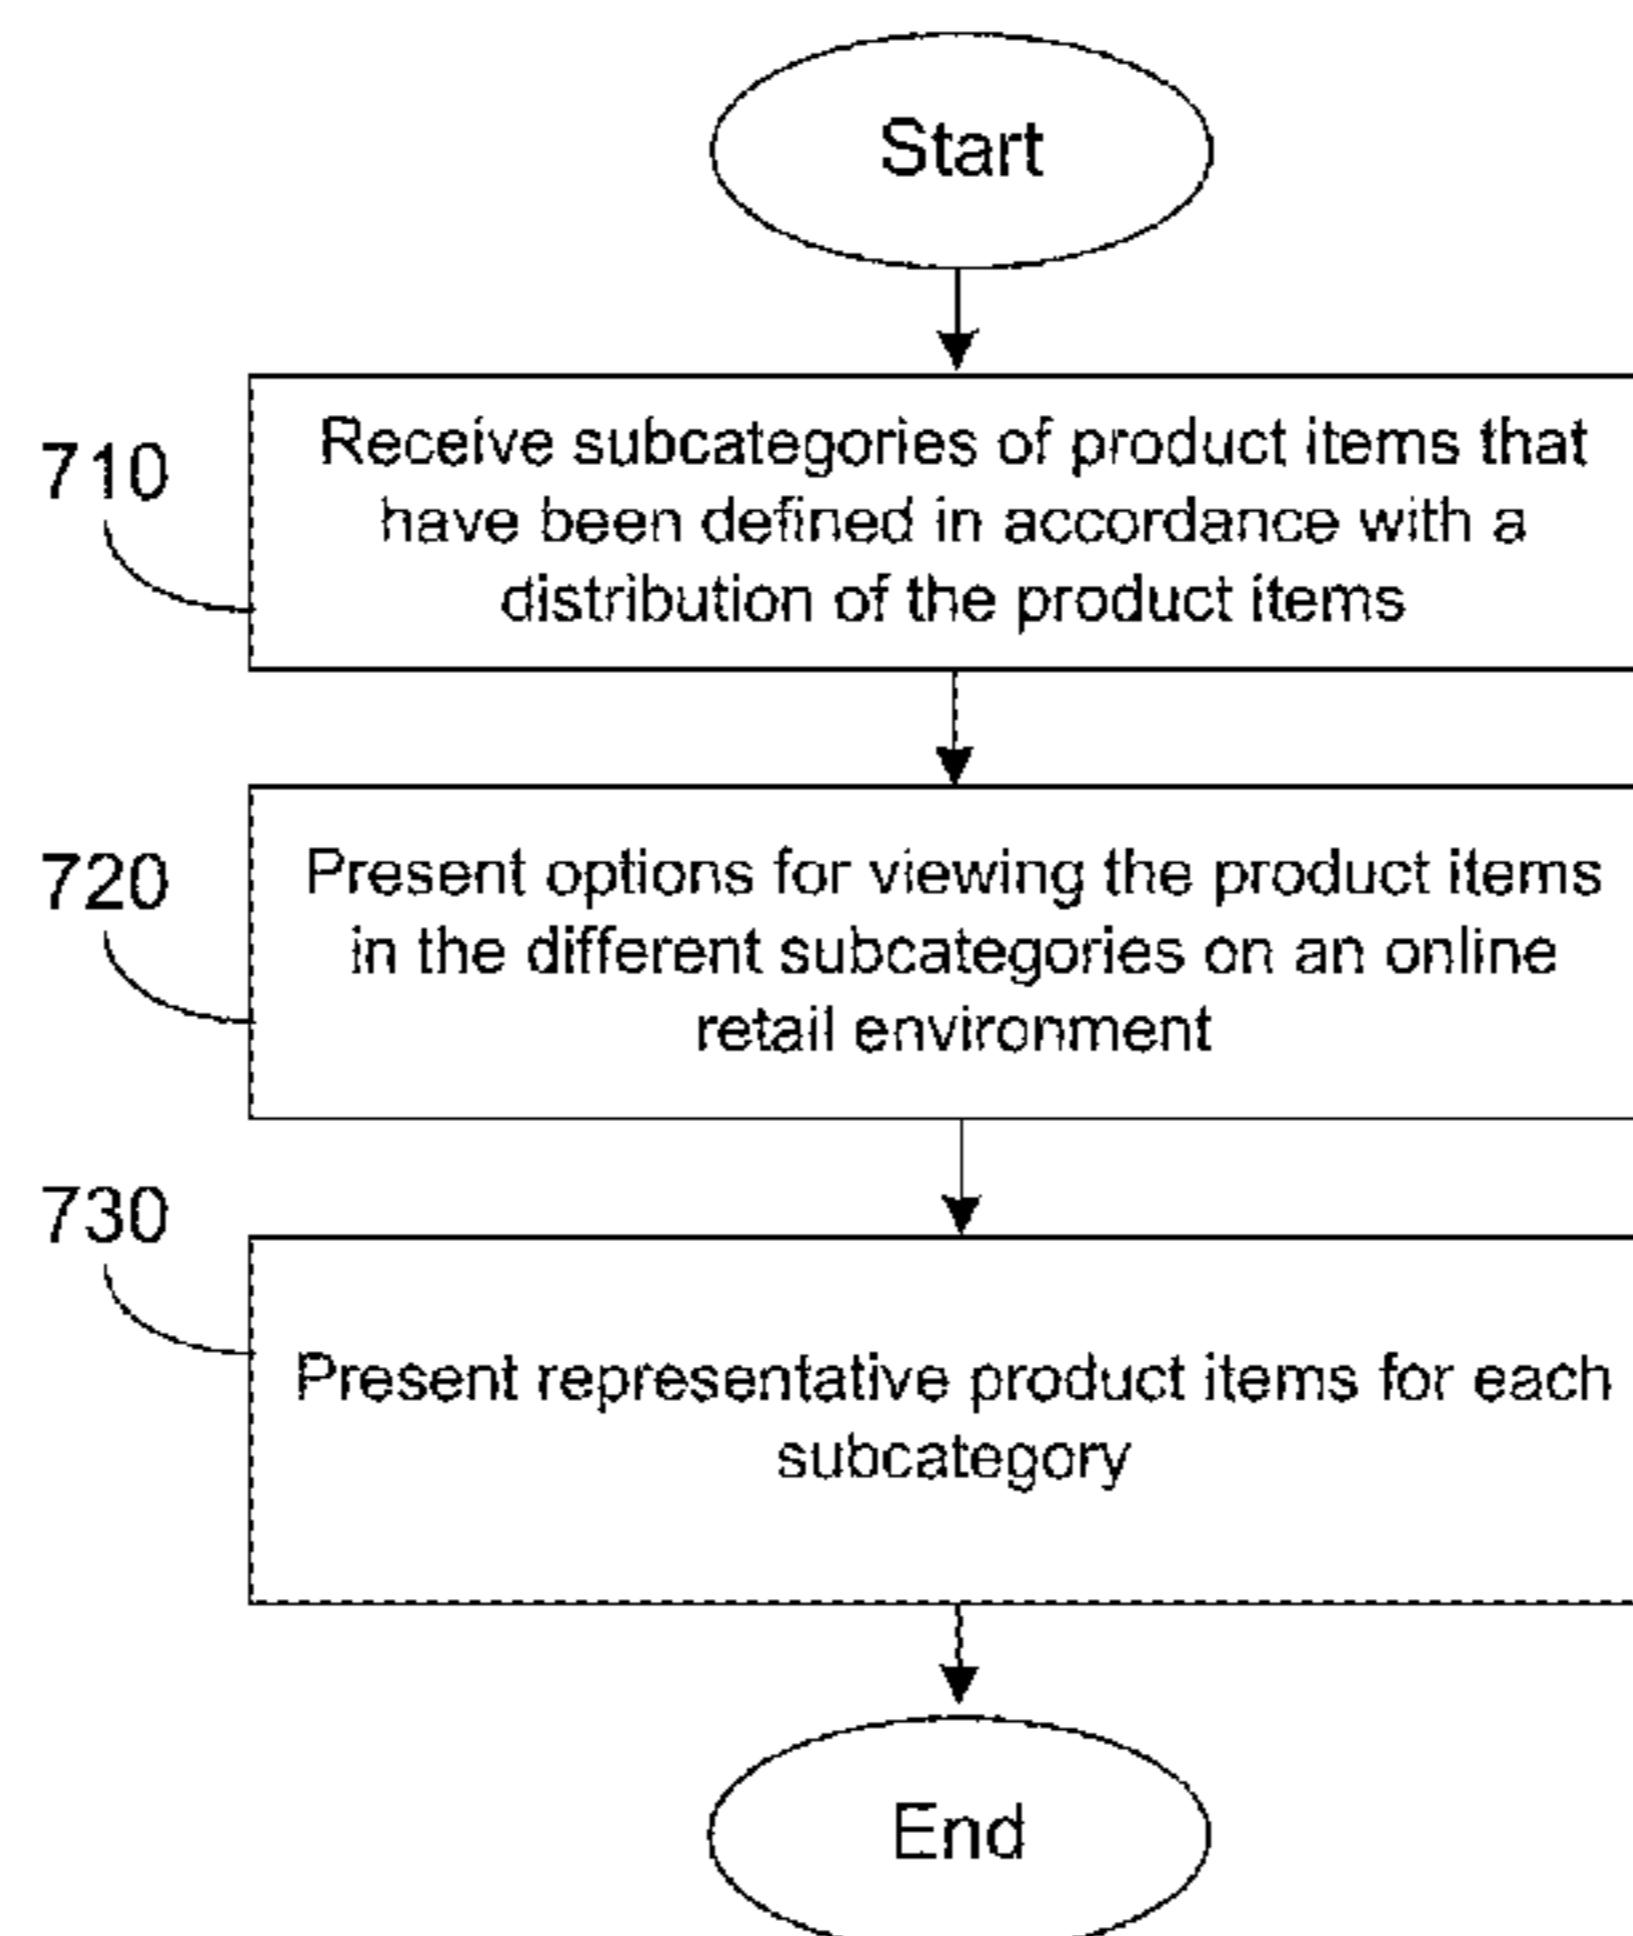 Start
710
Receive subcategories of product items that
have been defined in accordance with a
distribution of the product items
720
Present options for viewing the product items
in the different subcategories on an online
retail environment
730
Present representative product items for each
subcategory
End